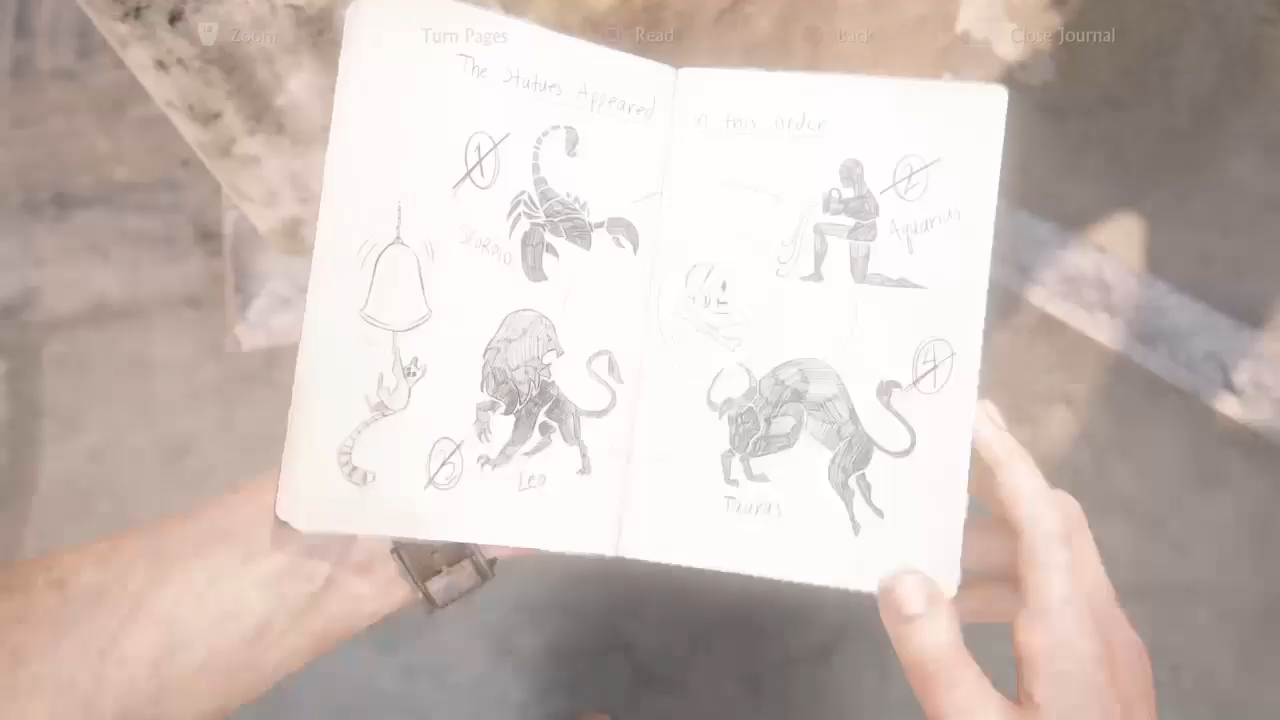 Zoom Turn Pages Read Back Close Journal
The Statues Appeared in this order
1
2
Scorpio
Aquarius
3
4
Leo
Taurus